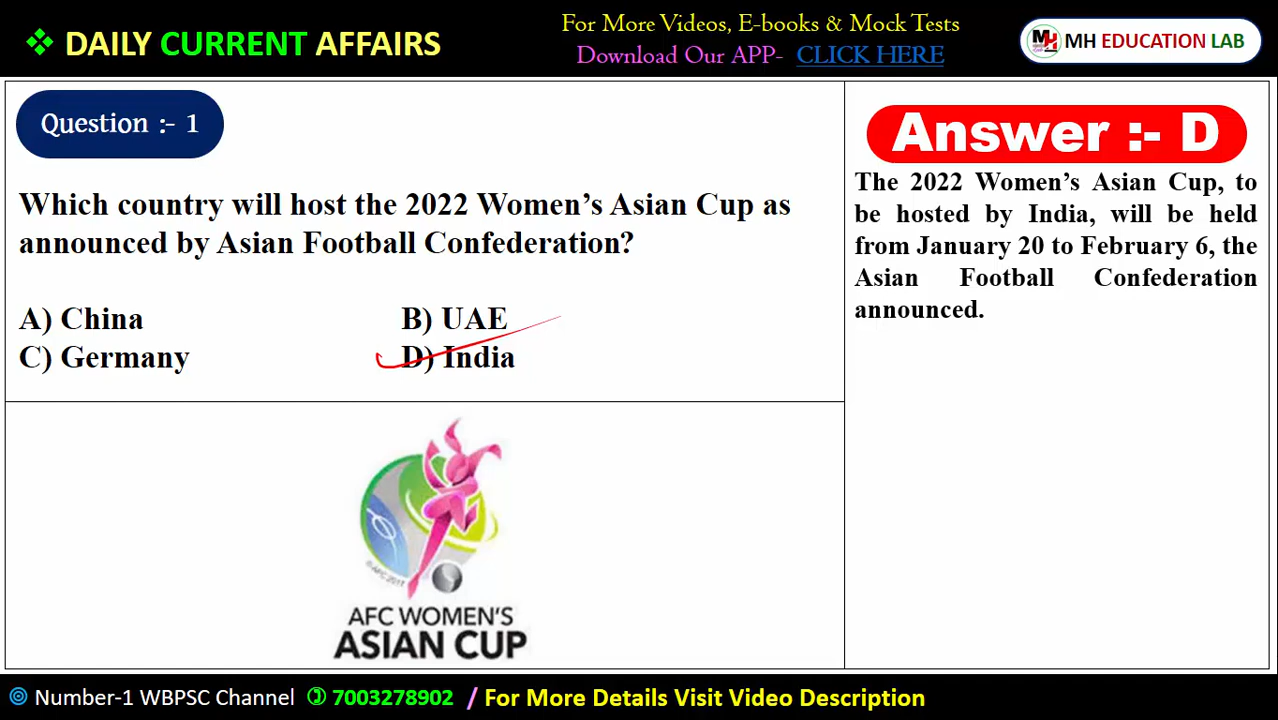 DAILY CURRENT AFFAIRS
For More Videos, E-books & Mock Tests
Download Our APP- CLICK HERE
MH EDUCATION LAB
Question :- 1
Which country will host the 2022 Women's Asian Cup as
announced by Asian Football Confederation?
A) China B) UAE
C) Germany D) India
Answer :- D
The 2022 Women's Asian Cup, to
be hosted by India, will be held
from January 20 to February 6, the
Asian Football Confederation
announced.
©AFC 2017
AFC WOMEN'S
ASIAN CUP
Number-1 WBPSC Channel 7003278902 / For More Details Visit Video Description